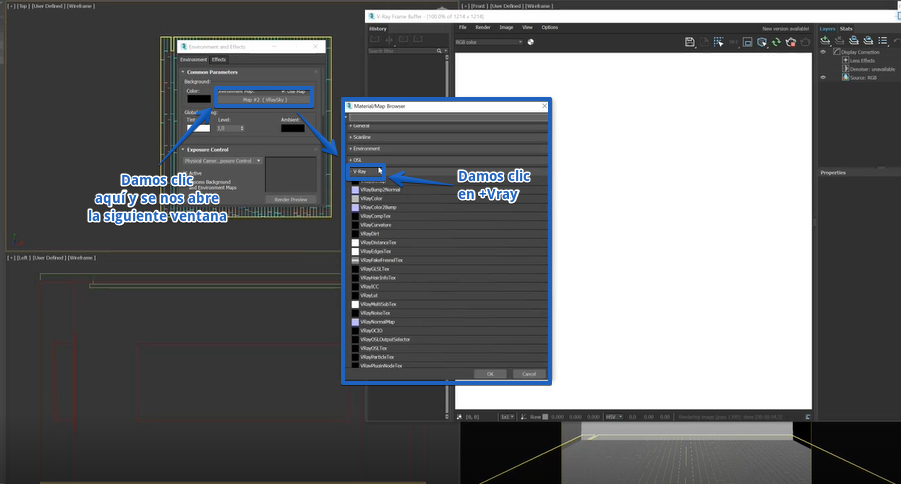 [+] [Top] [User Defined] [Wireframe]
[+] [Front] [User Defined] [Wireframe]
V-Ray Frame Buffer - [100.0% of 1214 x 1214]
History
File Render Image View Options
New version available!
Layers Stats
RGB color
Search filter
Display Correction
Lens Effects
Denoiser: unavailable
Source: RGB
Properties
Environment and Effects
Environment Effects
Common Parameters
Background:
Color:
Environment Map:
Use Map
Map #2 ( VRaySky )
Tint
Level:
Ambient:
1,0
Exposure Control
Physical Camer...posure Control
Active
Process Background
and Environment Maps
Render Preview
Damos clic
aquí y se nos abre
la siguiente ventana
Material/Map Browser
+ General
+ Scanline
+ Environment
+ OSL
- V-Ray
Damos clic
en +Vray
VRayBump2Normal
VRayColor
VRayColor2Bump
VRayCompTex
VRayCurvature
VRayDirt
VRayDistanceTex
VRayEdgesTex
VRayFakeFresnelTex
VRayGLSLTex
VRayHairInfoTex
VRayICC
VRayLut
VRayMultiSubTex
VRayNoiseTex
VRayNormalMap
VRayOCIO
VRayOSLOutputSelector
VRayOSLTex
VRayParticleTex
VRayPluginNodeTex
OK Cancel
[+] [Left] [User Defined] [Wireframe]
[0, 0] 1x1 Raw 0.000 0.000 0.000 HSV 0.0 0.00 0.00